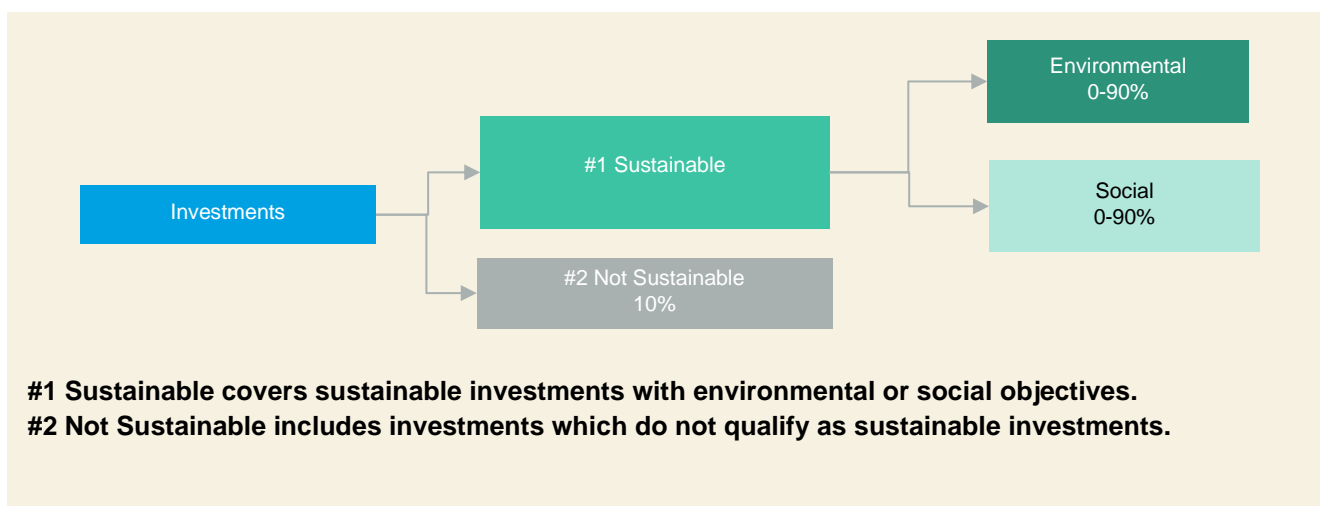 Investments
#1 Sustainable
#2 Not Sustainable
10%
Environmental
0-90%
Social
0-90%
#1 Sustainable covers sustainable investments with environmental or social objectives.
#2 Not Sustainable includes investments which do not qualify as sustainable investments.